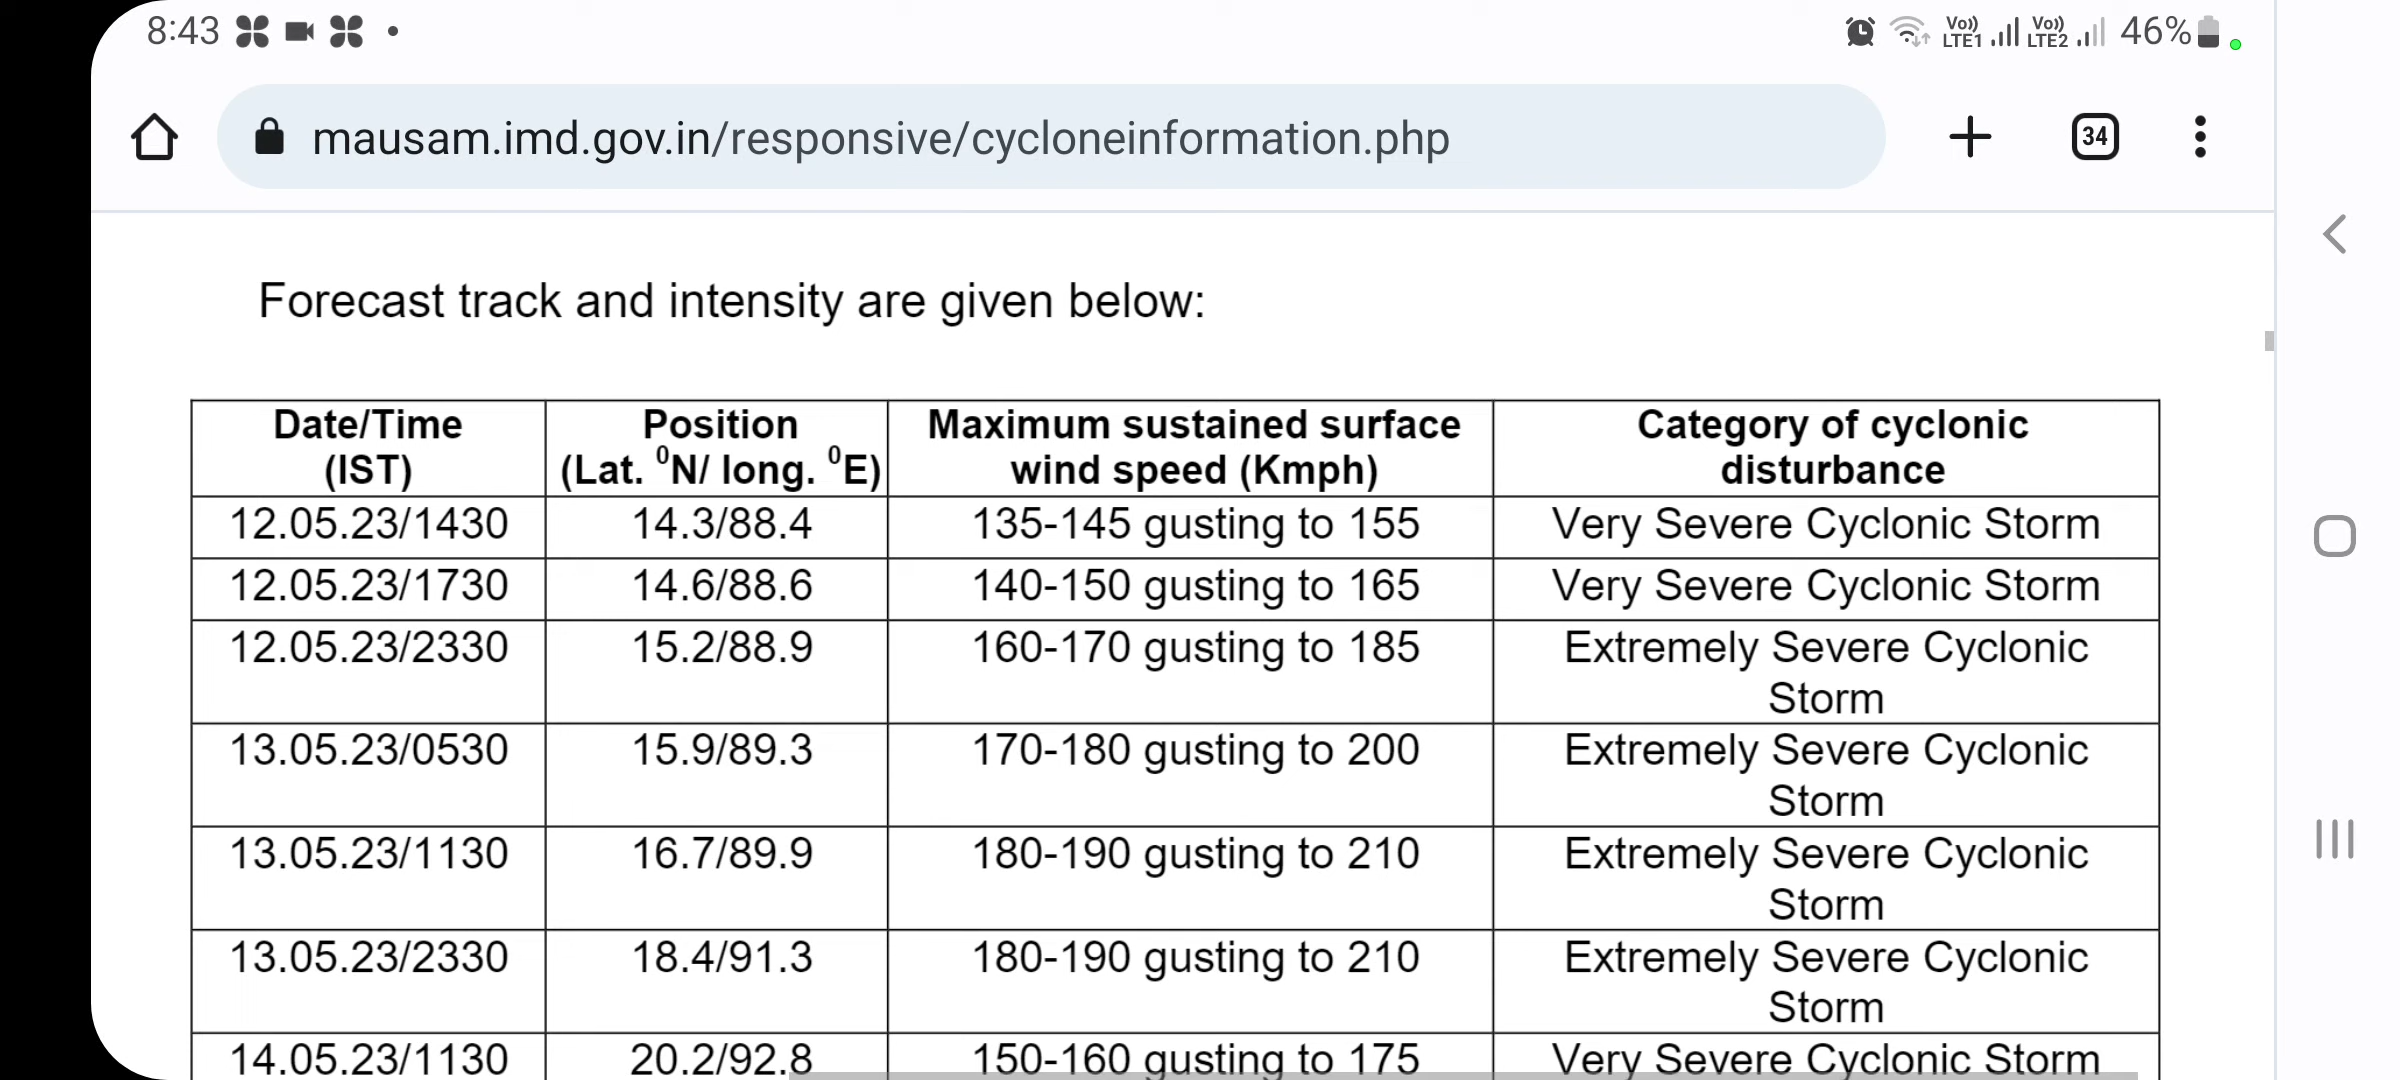 8:43
Vo)) LTE1 Vo)) LTE2 46%
mausam.imd.gov.in/responsive/cycloneinformation.php
34
Forecast track and intensity are given below:
Date/Time (IST) Position (Lat. ⁰N/ long. ⁰E) Maximum sustained surface wind speed (Kmph) Category of cyclonic disturbance
12.05.23/1430 14.3/88.4 135-145 gusting to 155 Very Severe Cyclonic Storm
12.05.23/1730 14.6/88.6 140-150 gusting to 165 Very Severe Cyclonic Storm
12.05.23/2330 15.2/88.9 160-170 gusting to 185 Extremely Severe Cyclonic Storm
13.05.23/0530 15.9/89.3 170-180 gusting to 200 Extremely Severe Cyclonic Storm
13.05.23/1130 16.7/89.9 180-190 gusting to 210 Extremely Severe Cyclonic Storm
13.05.23/2330 18.4/91.3 180-190 gusting to 210 Extremely Severe Cyclonic Storm
14.05.23/1130 20.2/92.8 150-160 gusting to 175 Very Severe Cyclonic Storm